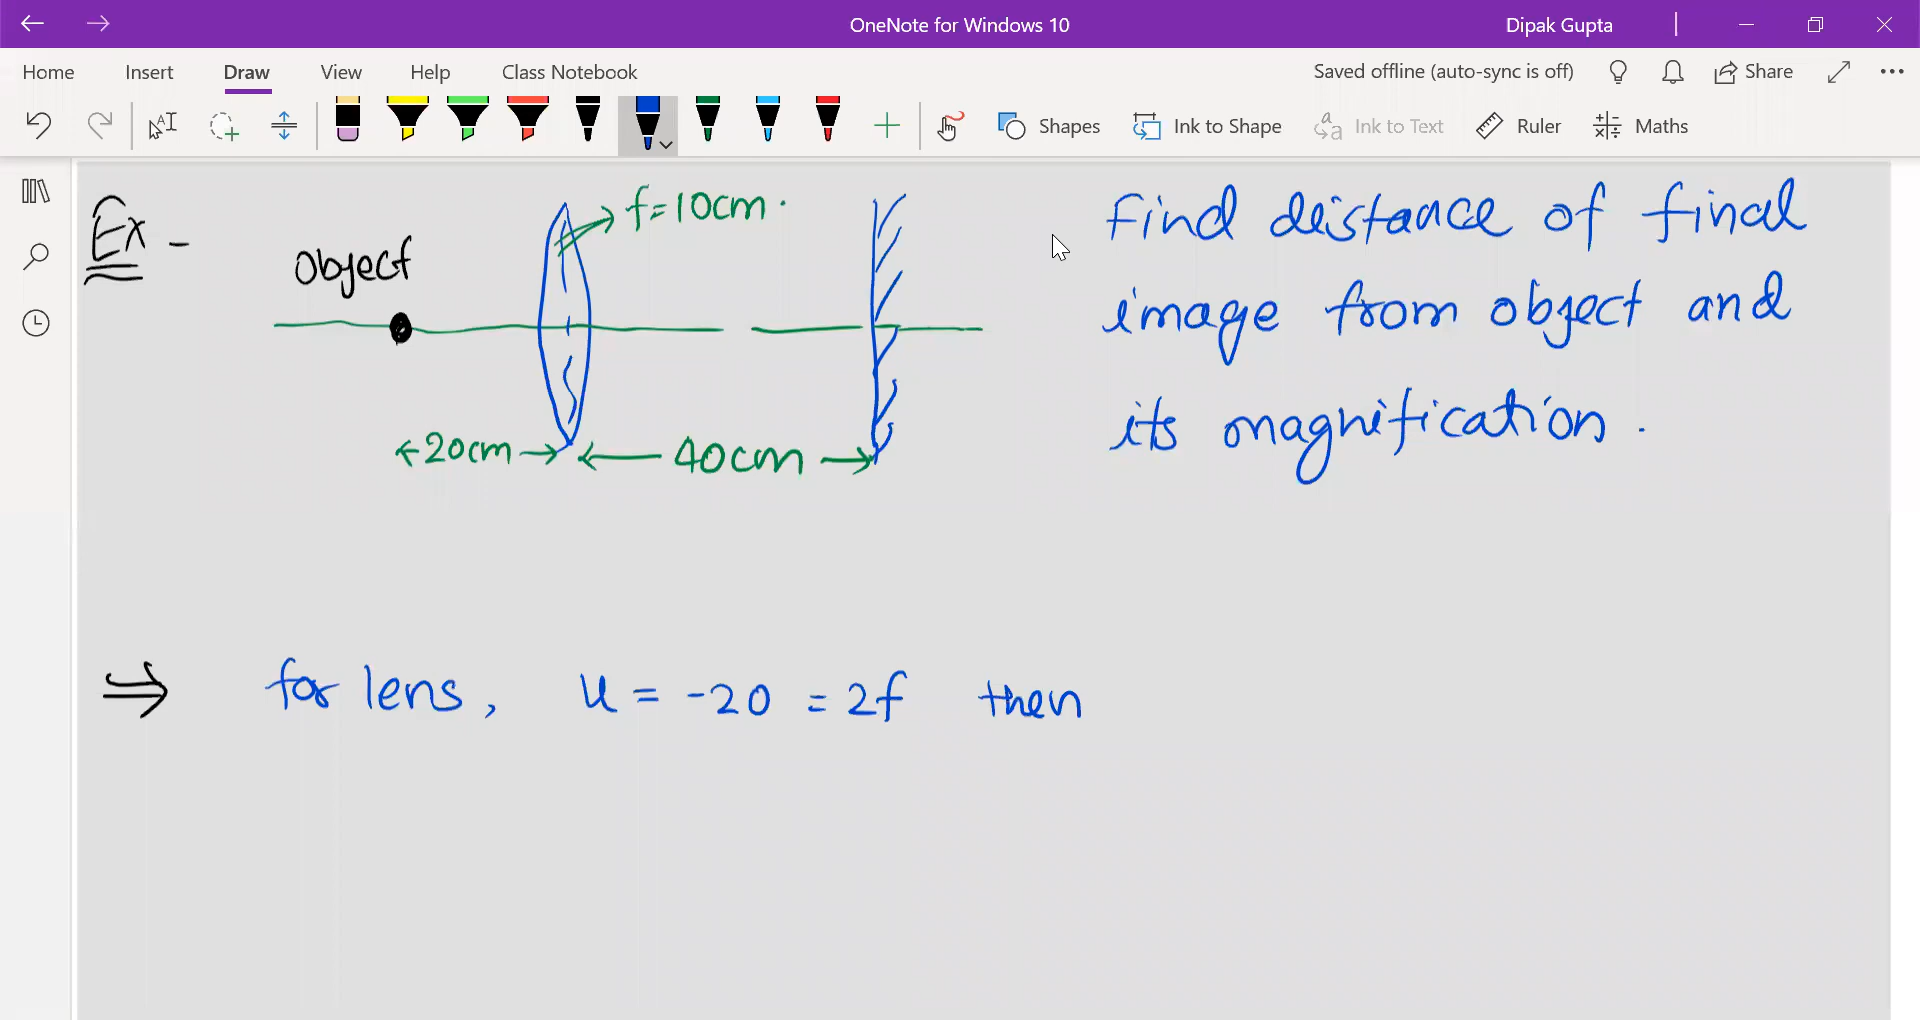 OneNote for Windows 10
Dipak Gupta
Home Insert Draw View Help Class Notebook
Saved offline (auto-sync is off) Share
Shapes Ink to Shape Ink to Text Ruler Maths
Ex -
object
f=10cm.
20cm
40cm
Find distance of final
image from object and
its magnification.
⇒ for lens, u = -20 = 2f then